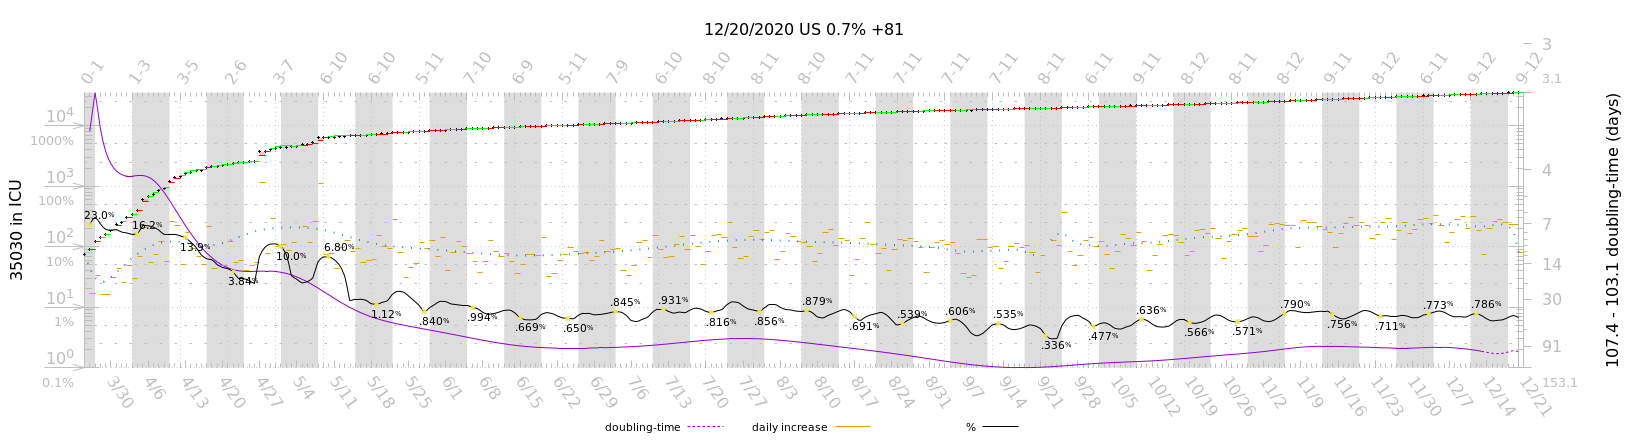 12/20/2020 US 0.7% +81
0-1 1-3 3-5 2-6 3-7 6-10 6-10 5-11 7-10 6-9 5-11 7-9 8-10 8-11 8-10 7-11 7-11 7-11 7-11 7-11 8-11 8-12 8-12 9-12 8-12 8-12 9-11 8-12 6-11 9-12 9-12
3
3.1
4
7
14
30
91
153.1
10⁴
1000%
10³
100%
10²
10%
10¹
1%
10⁰
0.1%
35030 in ICU
107.4 - 103.1 doubling-time (days)
23.0% 16.2% 13.9% 3.84% 10.0% 6.80% 1.12% .840% .994% .669% .650% .845% .931% .816% .856% .879% .691% .539% .606% .535% .336% .477% .636% .566% .571% .790% .756% .711% .773% .786%
3/30 4/6 4/13 4/20 4/27 5/4 5/11 5/18 5/25 6/1 6/8 6/15 6/22 6/29 7/6 7/13 7/20 7/27 8/3 8/10 8/17 8/24 8/31 9/7 9/14 9/21 9/28 10/5 10/12 10/19 10/26 11/2 11/9 11/16 11/23 11/30 12/7 12/14 12/21
doubling-time daily increase %